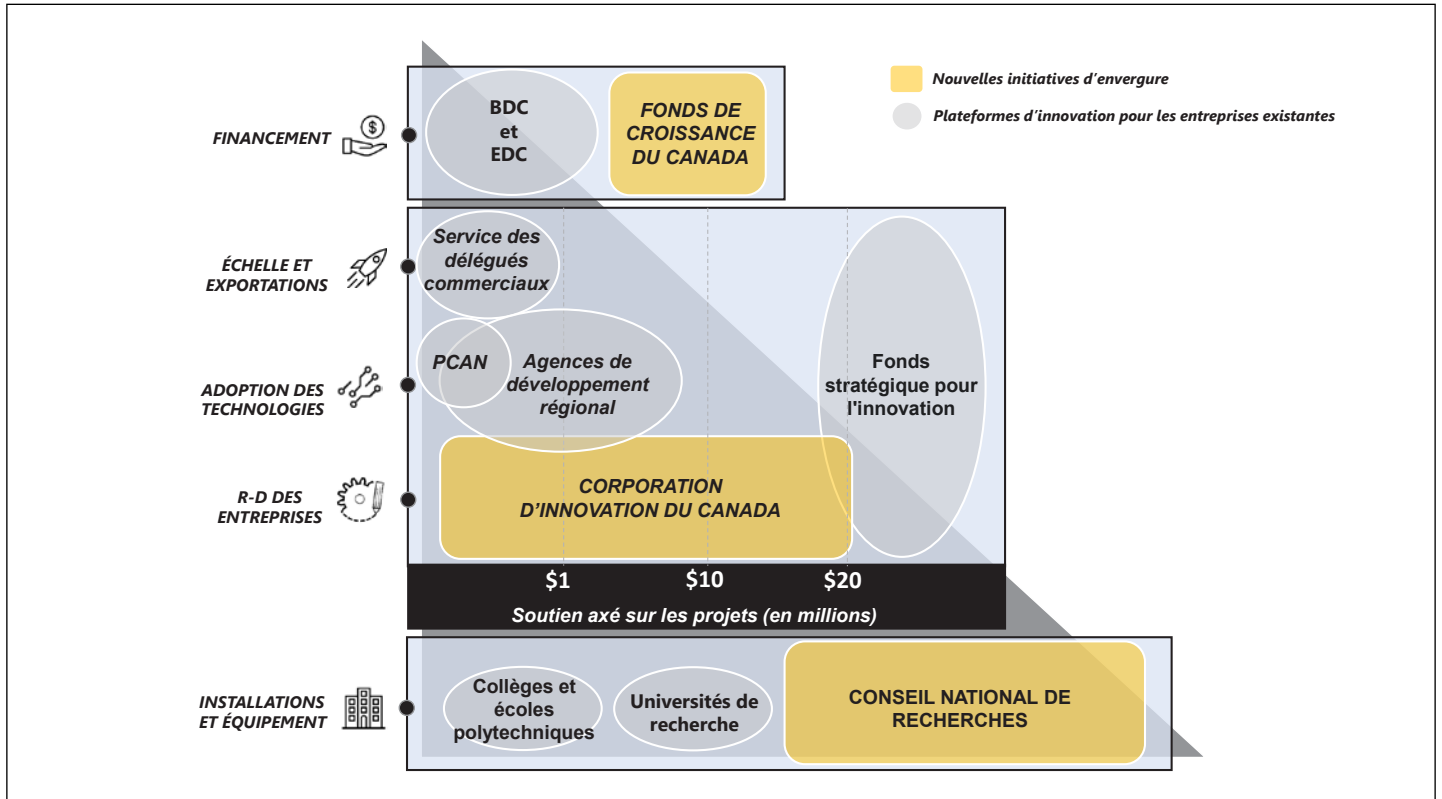 Nouvelles initiatives d'envergure
Plateformes d'innovation pour les entreprises existantes
FINANCEMENT
$
BDC
et
EDC
FONDS DE
CROISSANCE
DU CANADA
ÉCHELLE ET
EXPORTATIONS
Service des
délégués
commerciaux
ADOPTION DES
TECHNOLOGIES
PCAN
Agences de
développement
régional
Fonds
stratégique pour
l'innovation
R-D DES
ENTREPRISES
CORPORATION
D’INNOVATION DU CANADA
$1 $10 $20
Soutien axé sur les projets (en millions)
INSTALLATIONS
ET ÉQUIPEMENT
Collèges et
écoles
polytechniques
Universités de
recherche
CONSEIL NATIONAL DE
RECHERCHES